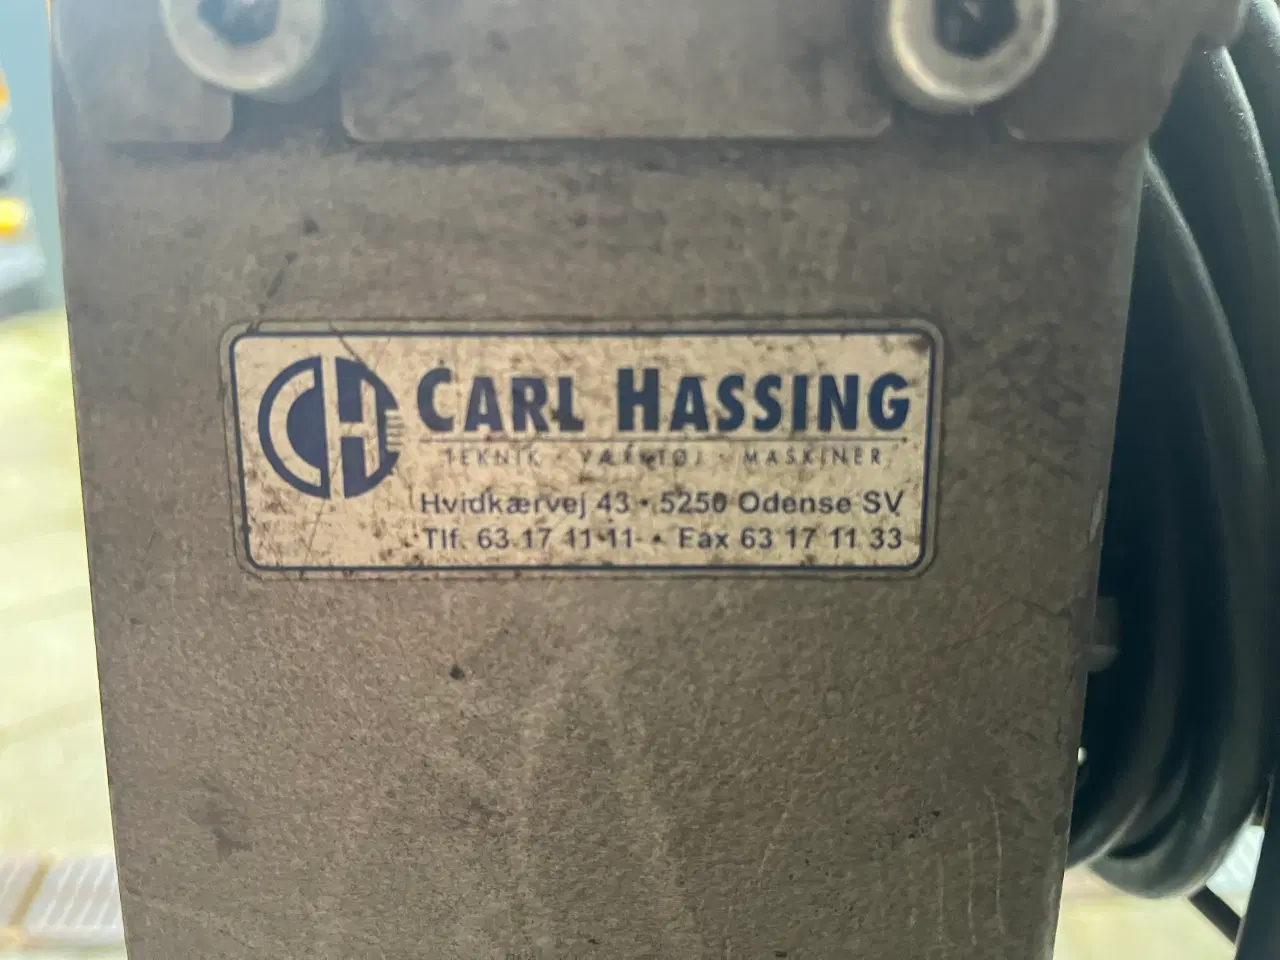 CH CARL HASSING
TEKNIK · VÆRKTØJ · MASKINER
Hvidkærvej 43 · 5250 Odense SV
Tlf. 63 17 11 11 · Fax 63 17 11 33